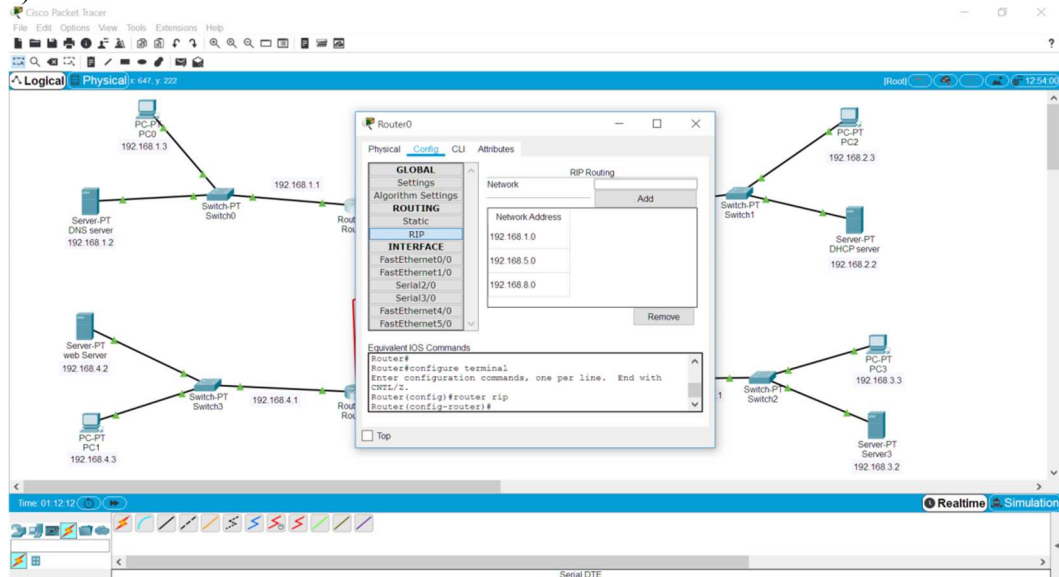 Cisco Packet Tracer
File Edit Options View Tools Extensions Help
?
Logical Physical x: 647, y: 222
[Root] 12:54:00
PC-PT
PC0
192.168.1.3
Server-PT
DNS server
192.168.1.2
Switch-PT
Switch0
192.168.1.1
Rout
Rou
Server-PT
web Server
192.168.4.2
Switch-PT
Switch3
192.168.4.1
Rout
Rou
PC-PT
PC1
192.168.4.3
Router0
Physical Config CLI Attributes
GLOBAL
Settings
Algorithm Settings
ROUTING
Static
RIP
INTERFACE
FastEthernet0/0
FastEthernet1/0
Serial2/0
Serial3/0
FastEthernet4/0
FastEthernet5/0
RIP Routing
Network
Add
Network Address
192.168.1.0
192.168.5.0
192.168.8.0
Remove
Equivalent IOS Commands
Router#
Router#configure terminal
Enter configuration commands, one per line. End with
CNTL/Z.
Router(config)#router rip
Router(config-router)#
Top
PC-PT
PC2
192.168.2.3
Switch-PT
Switch1
Server-PT
DHCP server
192.168.2.2
PC-PT
PC3
192.168.3.3
.1
Switch-PT
Switch2
Server-PT
Server3
192.168.3.2
Time: 01:12:12
Realtime Simulation
Serial DTE